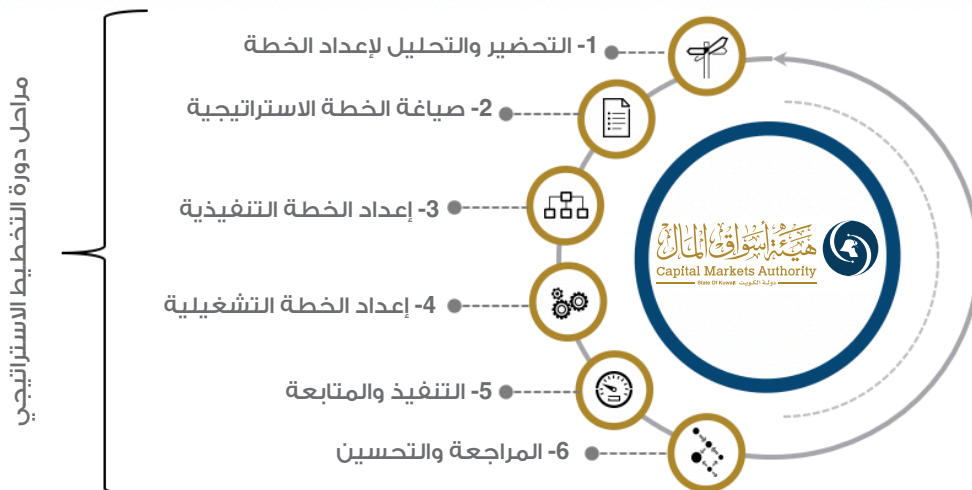 مراحل دورة التخطيط الاستراتيجي
1- التحضير والتحليل لإعداد الخطة
2- صياغة الخطة الاستراتيجية
3- إعداد الخطة التنفيذية
4- إعداد الخطة التشغيلية
5- التنفيذ والمتابعة
6- المراجعة والتحسين
هيئة أسواق المال
Capital Markets Authority
State Of Kuwait دولة الكويت